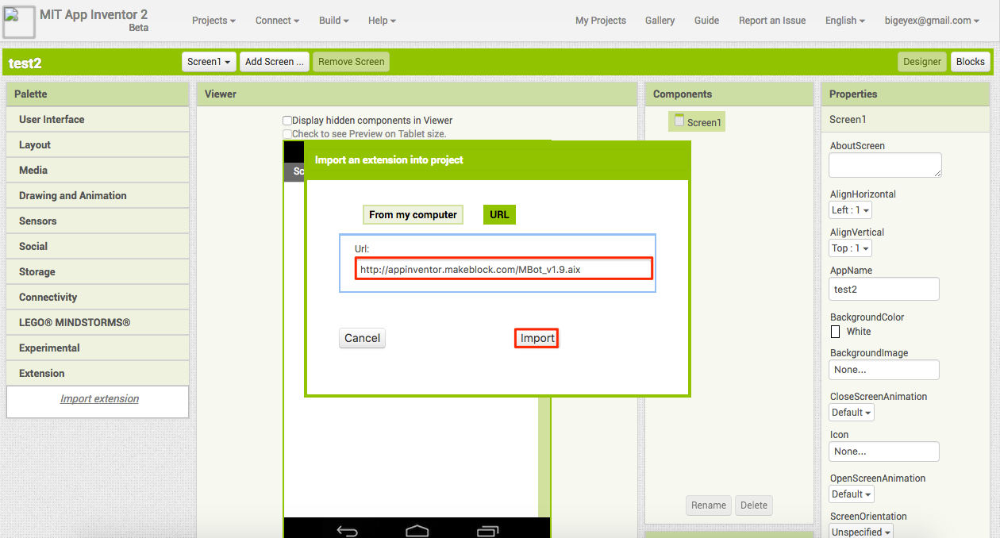 MIT App Inventor 2
Beta
Projects Connect Build Help My Projects Gallery Guide Report an Issue English bigeyex@gmail.com
test2 Screen1 Add Screen ... Remove Screen Designer Blocks
Palette
User Interface
Layout
Media
Drawing and Animation
Sensors
Social
Storage
Connectivity
LEGO® MINDSTORMS®
Experimental
Extension
Import extension
Viewer
Display hidden components in Viewer
Check to see Preview on Tablet size.
Sc
Import an extension into project
From my computer URL
Url:
http://appinventor.makeblock.com/MBot_v1.9.aix
Cancel Import
Components
Screen1
Rename Delete
Properties
Screen1
AboutScreen
AlignHorizontal
Left : 1
AlignVertical
Top : 1
AppName
test2
BackgroundColor
White
BackgroundImage
None...
CloseScreenAnimation
Default
Icon
None...
OpenScreenAnimation
Default
ScreenOrientation
Unspecified